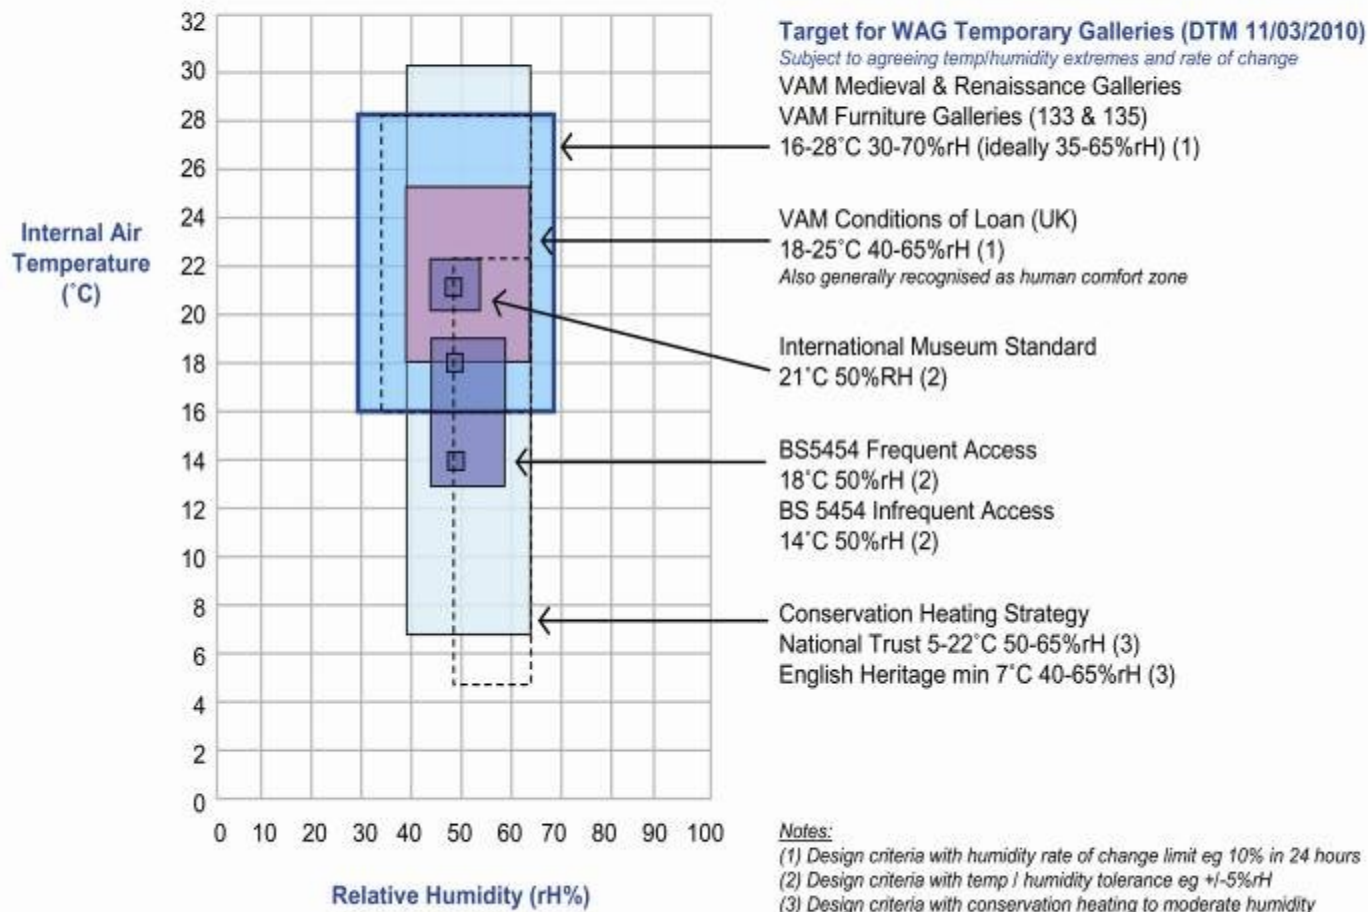 Target for WAG Temporary Galleries (DTM 11/03/2010)
Subject to agreeing temp/humidity extremes and rate of change
VAM Medieval & Renaissance Galleries
VAM Furniture Galleries (133 & 135)
16-28˚C 30-70%rH (ideally 35-65%rH) (1)
VAM Conditions of Loan (UK)
18-25˚C 40-65%rH (1)
Also generally recognised as human comfort zone
International Museum Standard
21˚C 50%RH (2)
BS5454 Frequent Access
18˚C 50%rH (2)
BS 5454 Infrequent Access
14˚C 50%rH (2)
Conservation Heating Strategy
National Trust 5-22˚C 50-65%rH (3)
English Heritage min 7˚C 40-65%rH (3)
Internal Air
Temperature
(˚C)
32
30
28
26
24
22
20
18
16
14
12
10
8
6
4
2
0
0 10 20 30 40 50 60 70 80 90 100
Relative Humidity (rH%)
Notes:
(1) Design criteria with humidity rate of change limit eg 10% in 24 hours
(2) Design criteria with temp / humidity tolerance eg +/-5%rH
(3) Design criteria with conservation heating to moderate humidity